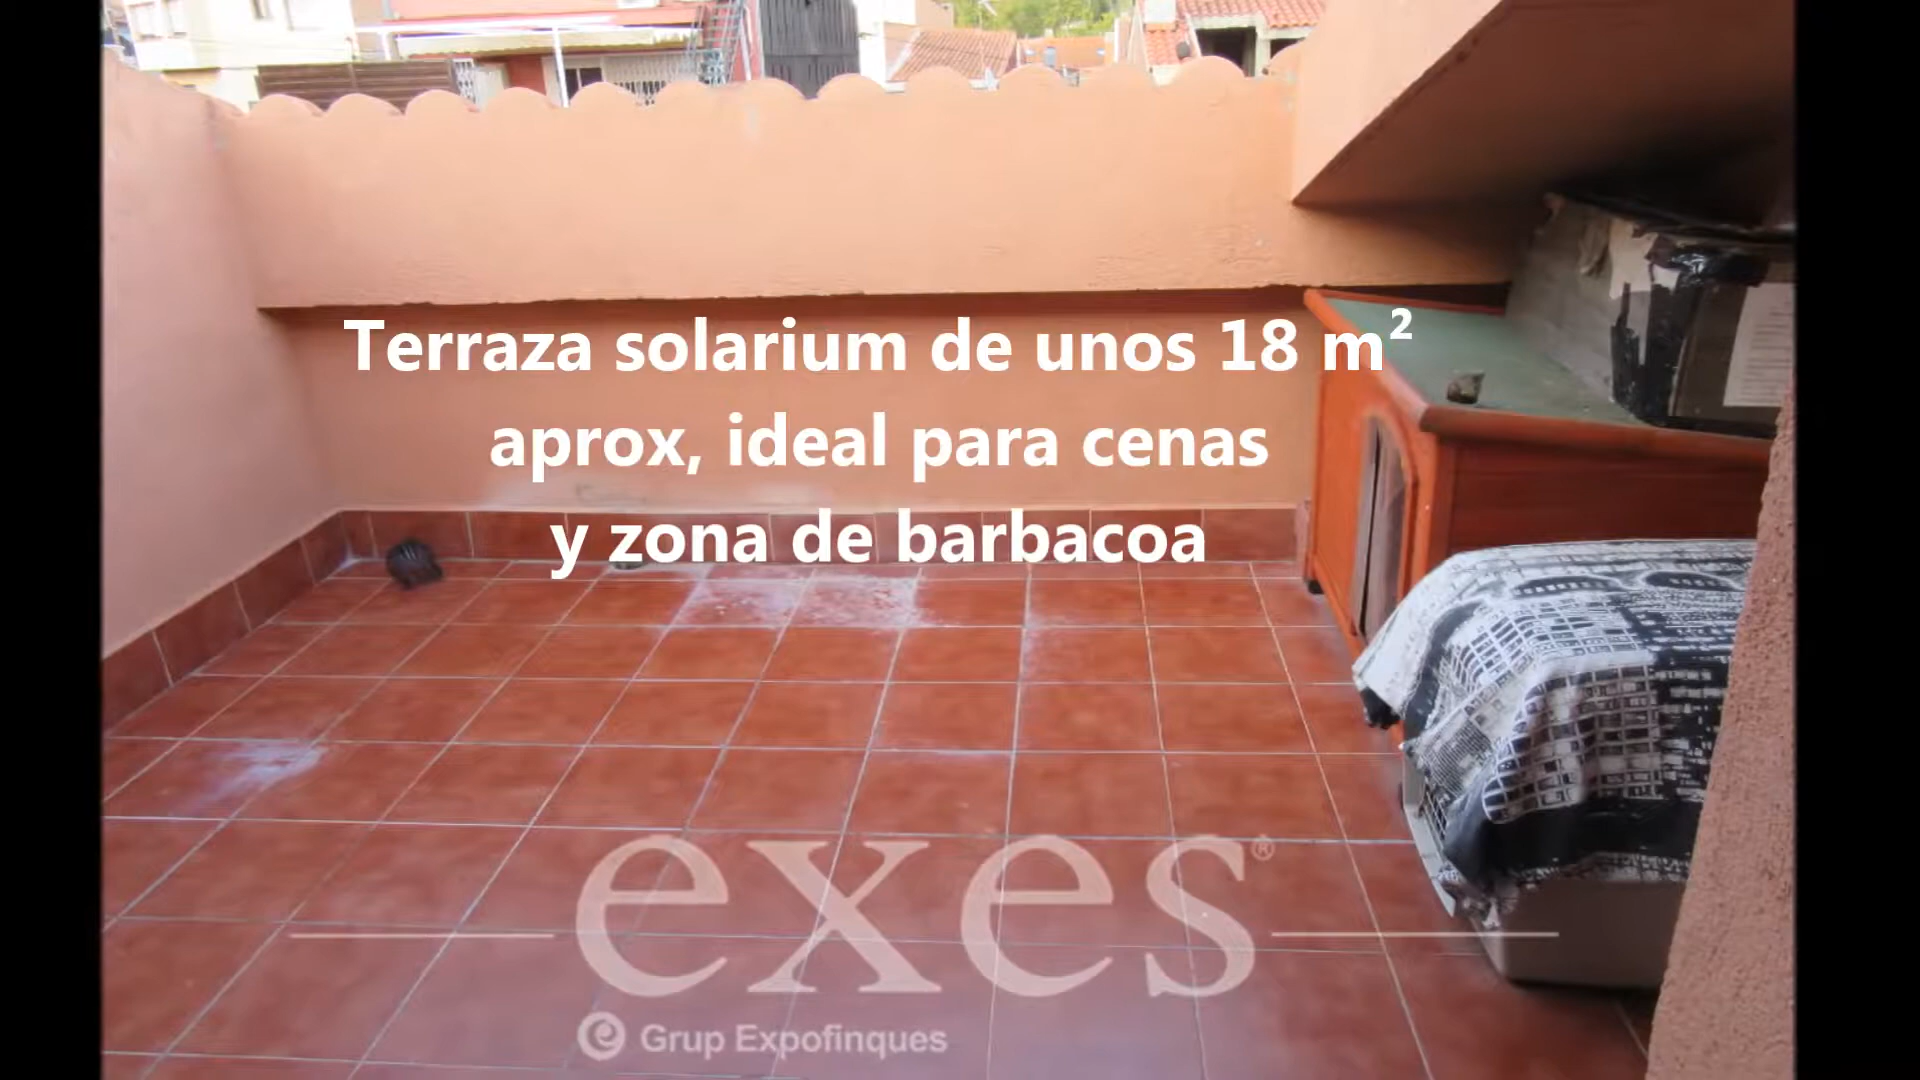 Terraza solarium de unos 18 m²
aprox, ideal para cenas
y zona de barbacoa
exes®
Grup Expofinques